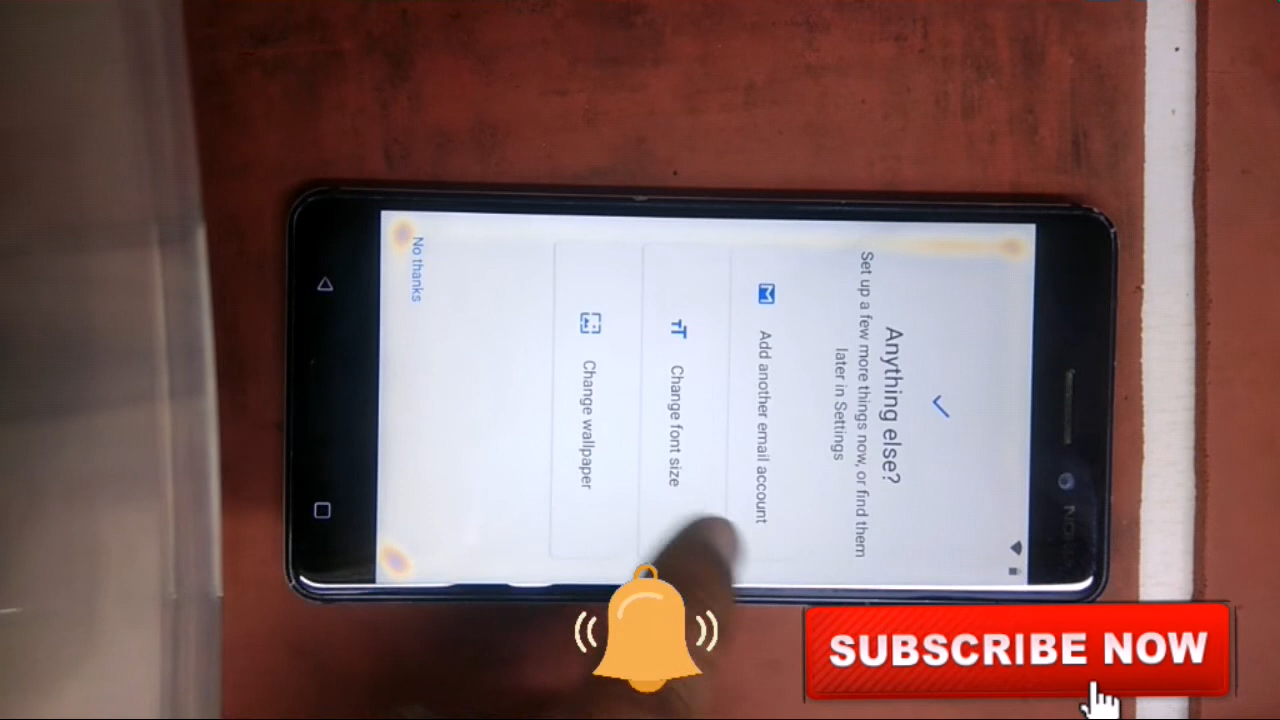 Anything else?
Set up a few more things now, or find them
later in Settings
Add another email account
Change font size
Change wallpaper
No thanks
SUBSCRIBE NOW